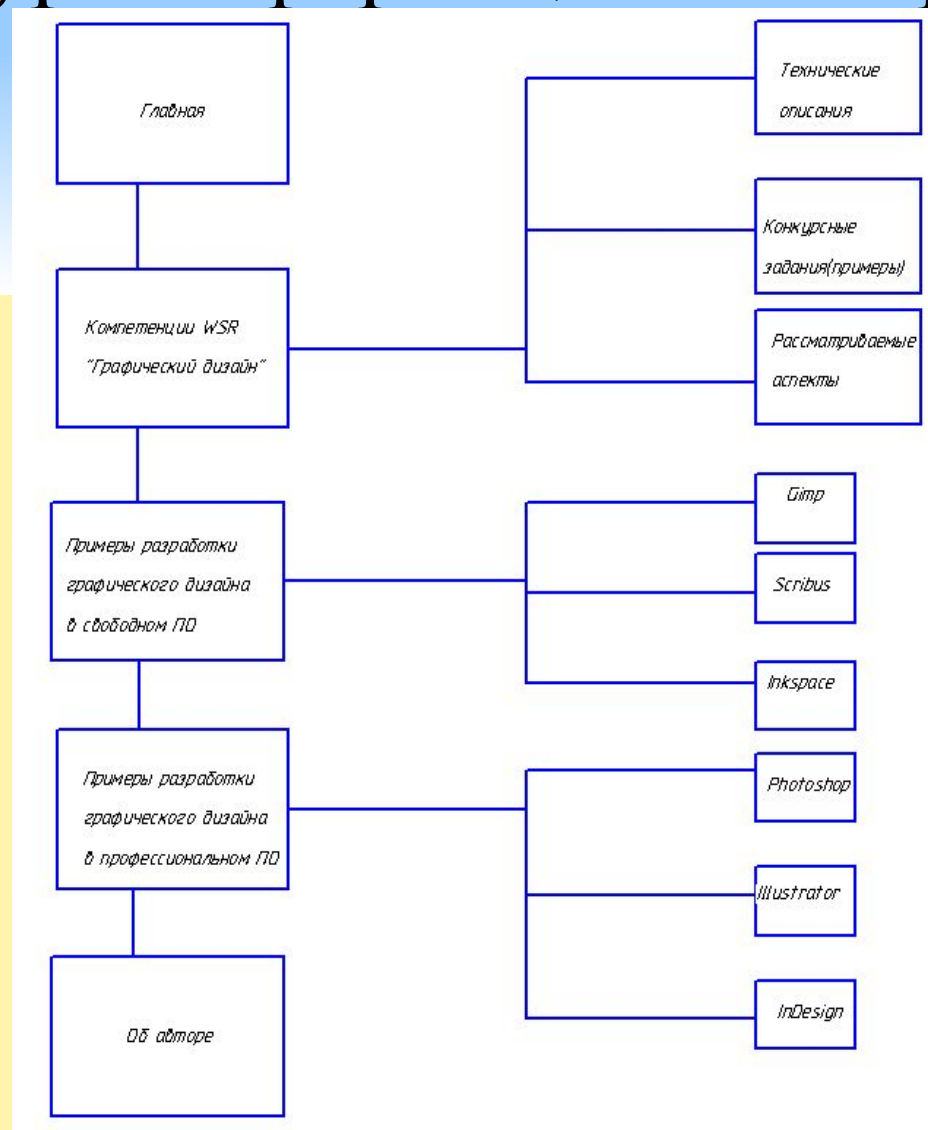 Главная
Компетенции WSR
"Графический дизайн"
Технические
описания
Конкурсные
задания(примеры)
Рассматриваемые
аспекты
Примеры разработки
графического дизайна
в свободном ПО
Gimp
Scribus
Inkspace
Примеры разработки
графического дизайна
в профессиональном ПО
Photoshop
Illustrator
InDesign
Об авторе